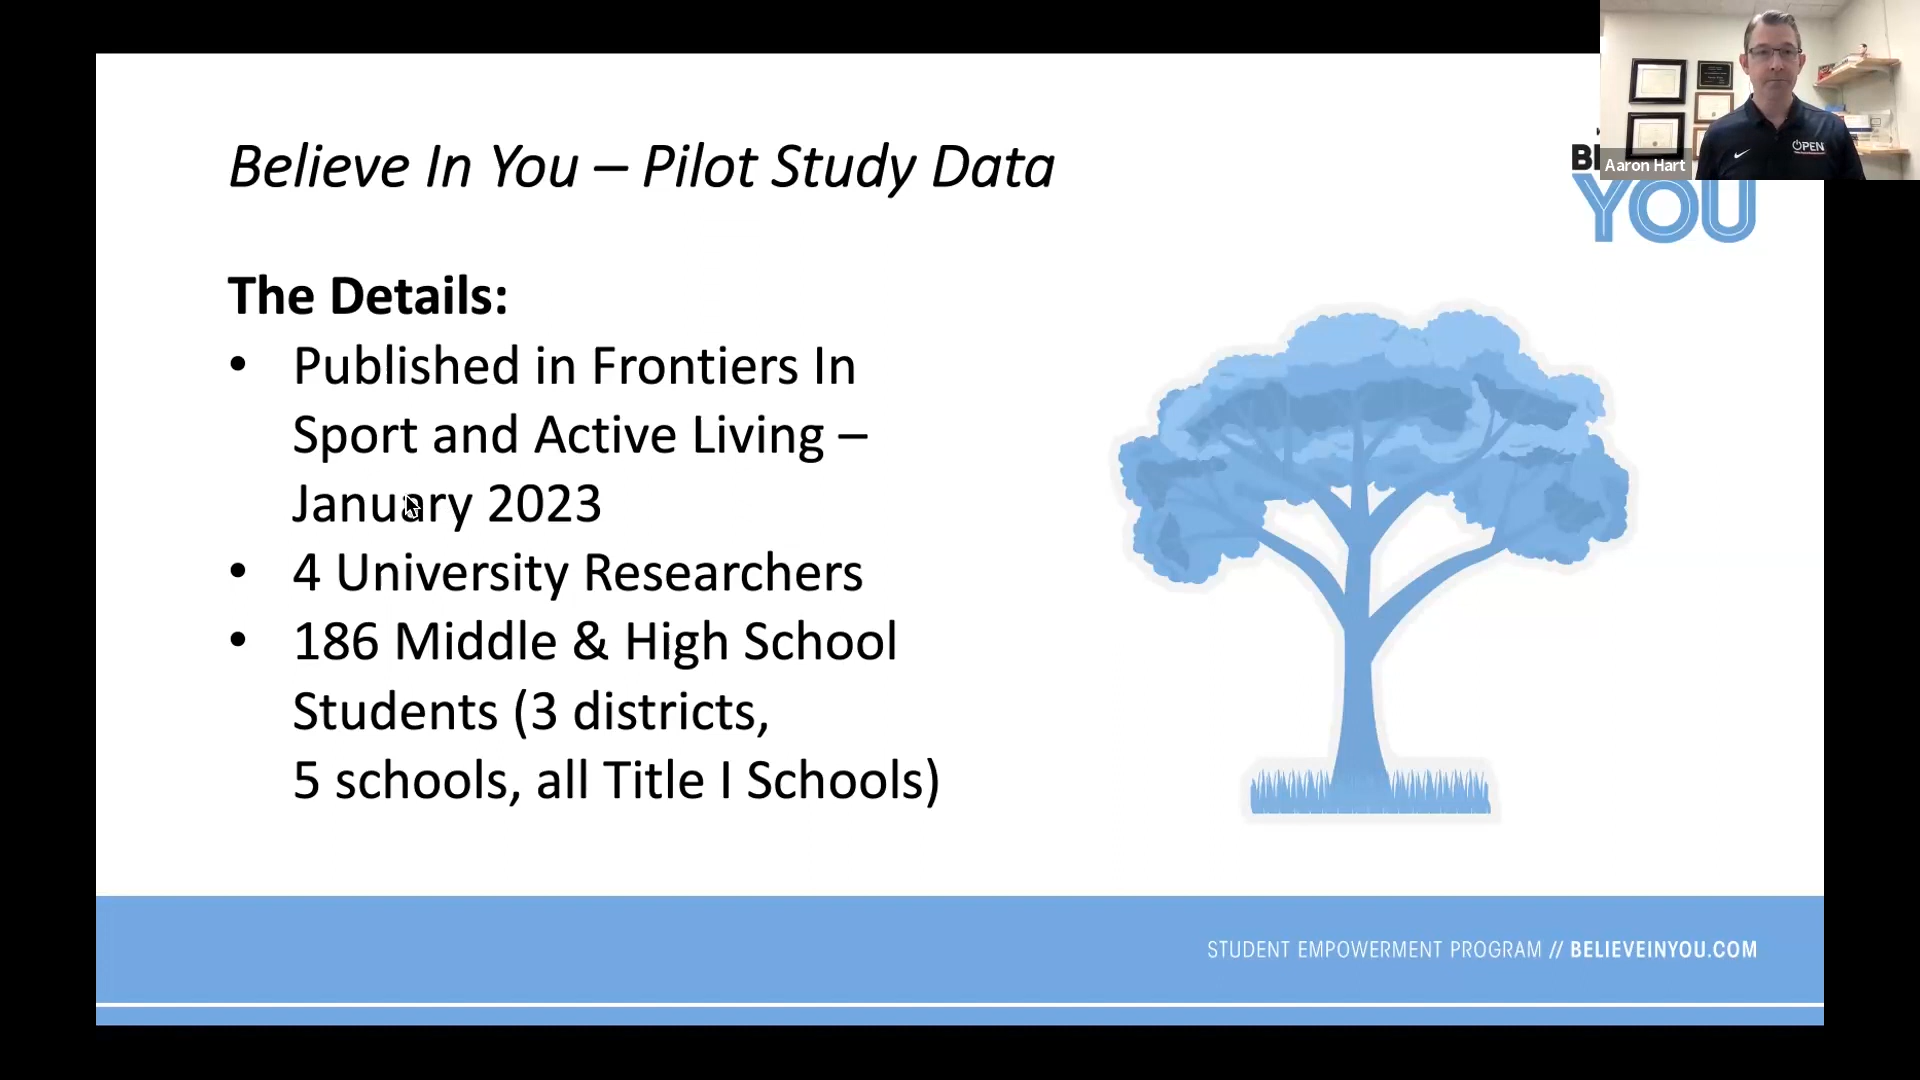 Believe In You – Pilot Study Data
The Details:
• Published in Frontiers In
Sport and Active Living –
January 2023
• 4 University Researchers
• 186 Middle & High School
Students (3 districts,
5 schools, all Title I Schools)
YOU
Aaron Hart
OPEN
STUDENT EMPOWERMENT PROGRAM // BELIEVEINYOU.COM